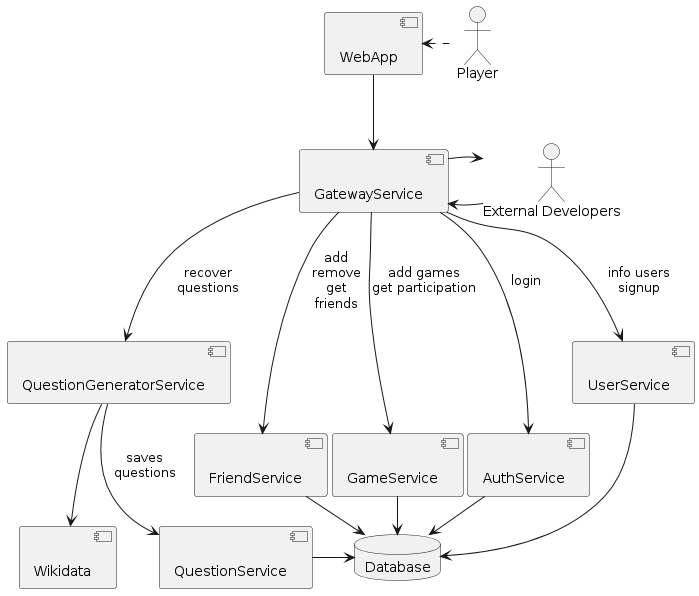 WebApp
Player
GatewayService
External Developers
recover
questions
add
remove
get
friends
add games
get participation
login
info users
signup
QuestionGeneratorService
UserService
saves
questions
FriendService
GameService
AuthService
Wikidata
QuestionService
Database